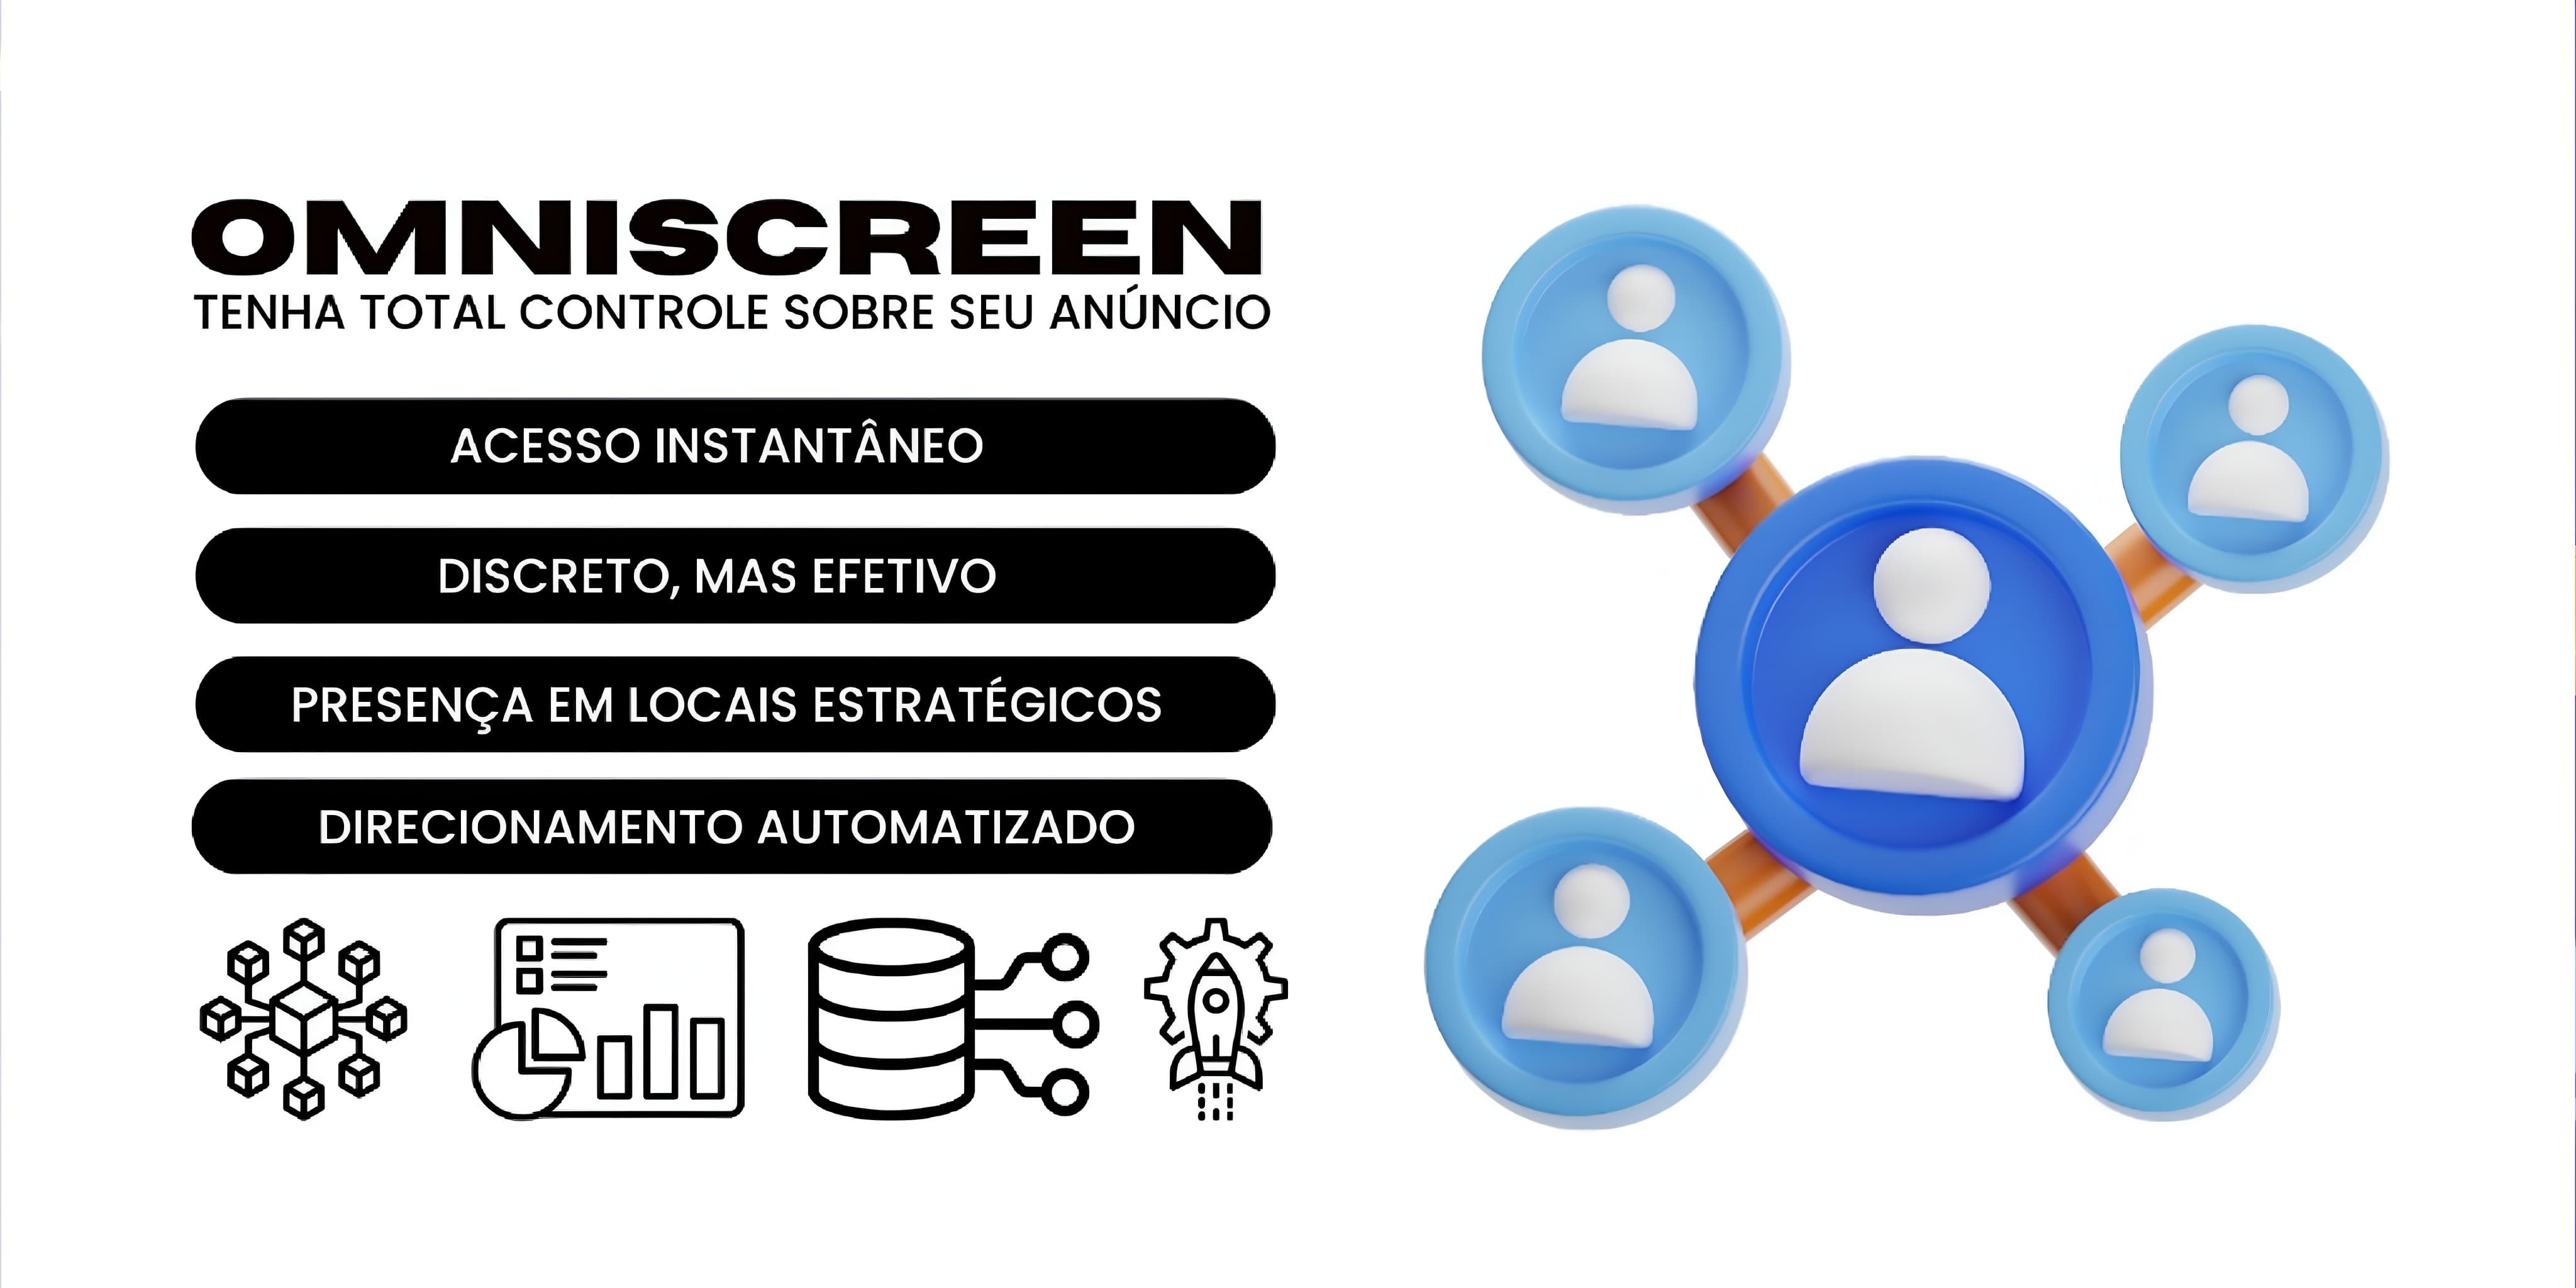 OMNISCREEN
TENHA TOTAL CONTROLE SOBRE SEU ANÚNCIO
ACESSO INSTANTÂNEO
DISCRETO, MAS EFETIVO
PRESENÇA EM LOCAIS ESTRATÉGICOS
DIRECIONAMENTO AUTOMATIZADO